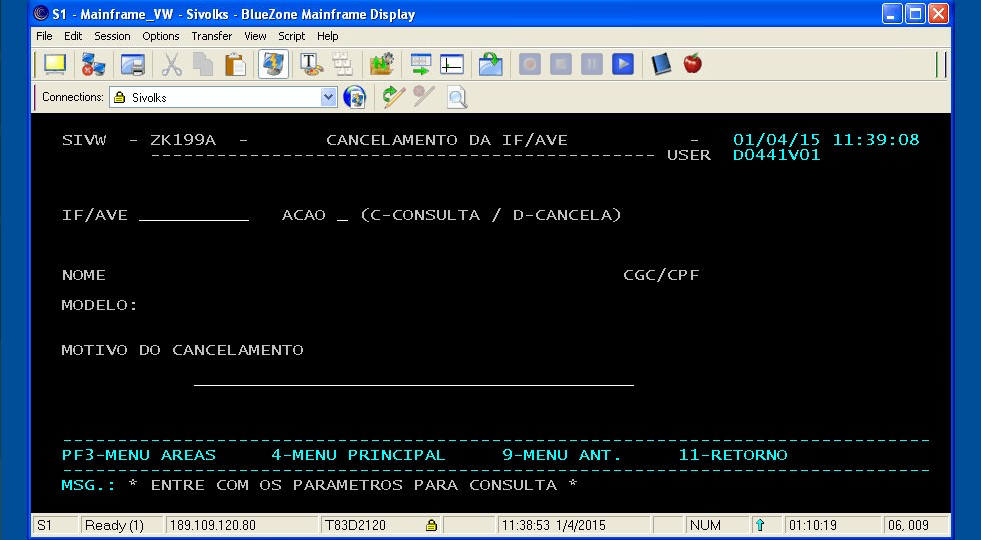 S1 - Mainframe_VW - Sivolks - BlueZone Mainframe Display
File Edit Session Options Transfer View Script Help
Connections: Sivolks
SIVW - ZK199A - CANCELAMENTO DA IF/AVE - 01/04/15 11:39:08
---------------------------------------------- USER D0441V01
IF/AVE __________ ACAO _ (C-CONSULTA / D-CANCELA)
NOME CGC/CPF
MODELO:
MOTIVO DO CANCELAMENTO
________________________________________
-------------------------------------------------------------------------------
PF3-MENU AREAS 4-MENU PRINCIPAL 9-MENU ANT. 11-RETORNO
-------------------------------------------------------------------------------
MSG.: * ENTRE COM OS PARAMETROS PARA CONSULTA *
S1 Ready (1) 189.109.120.80 T83D2120 11:38:53 1/4/2015 NUM 01:10:19 06, 009